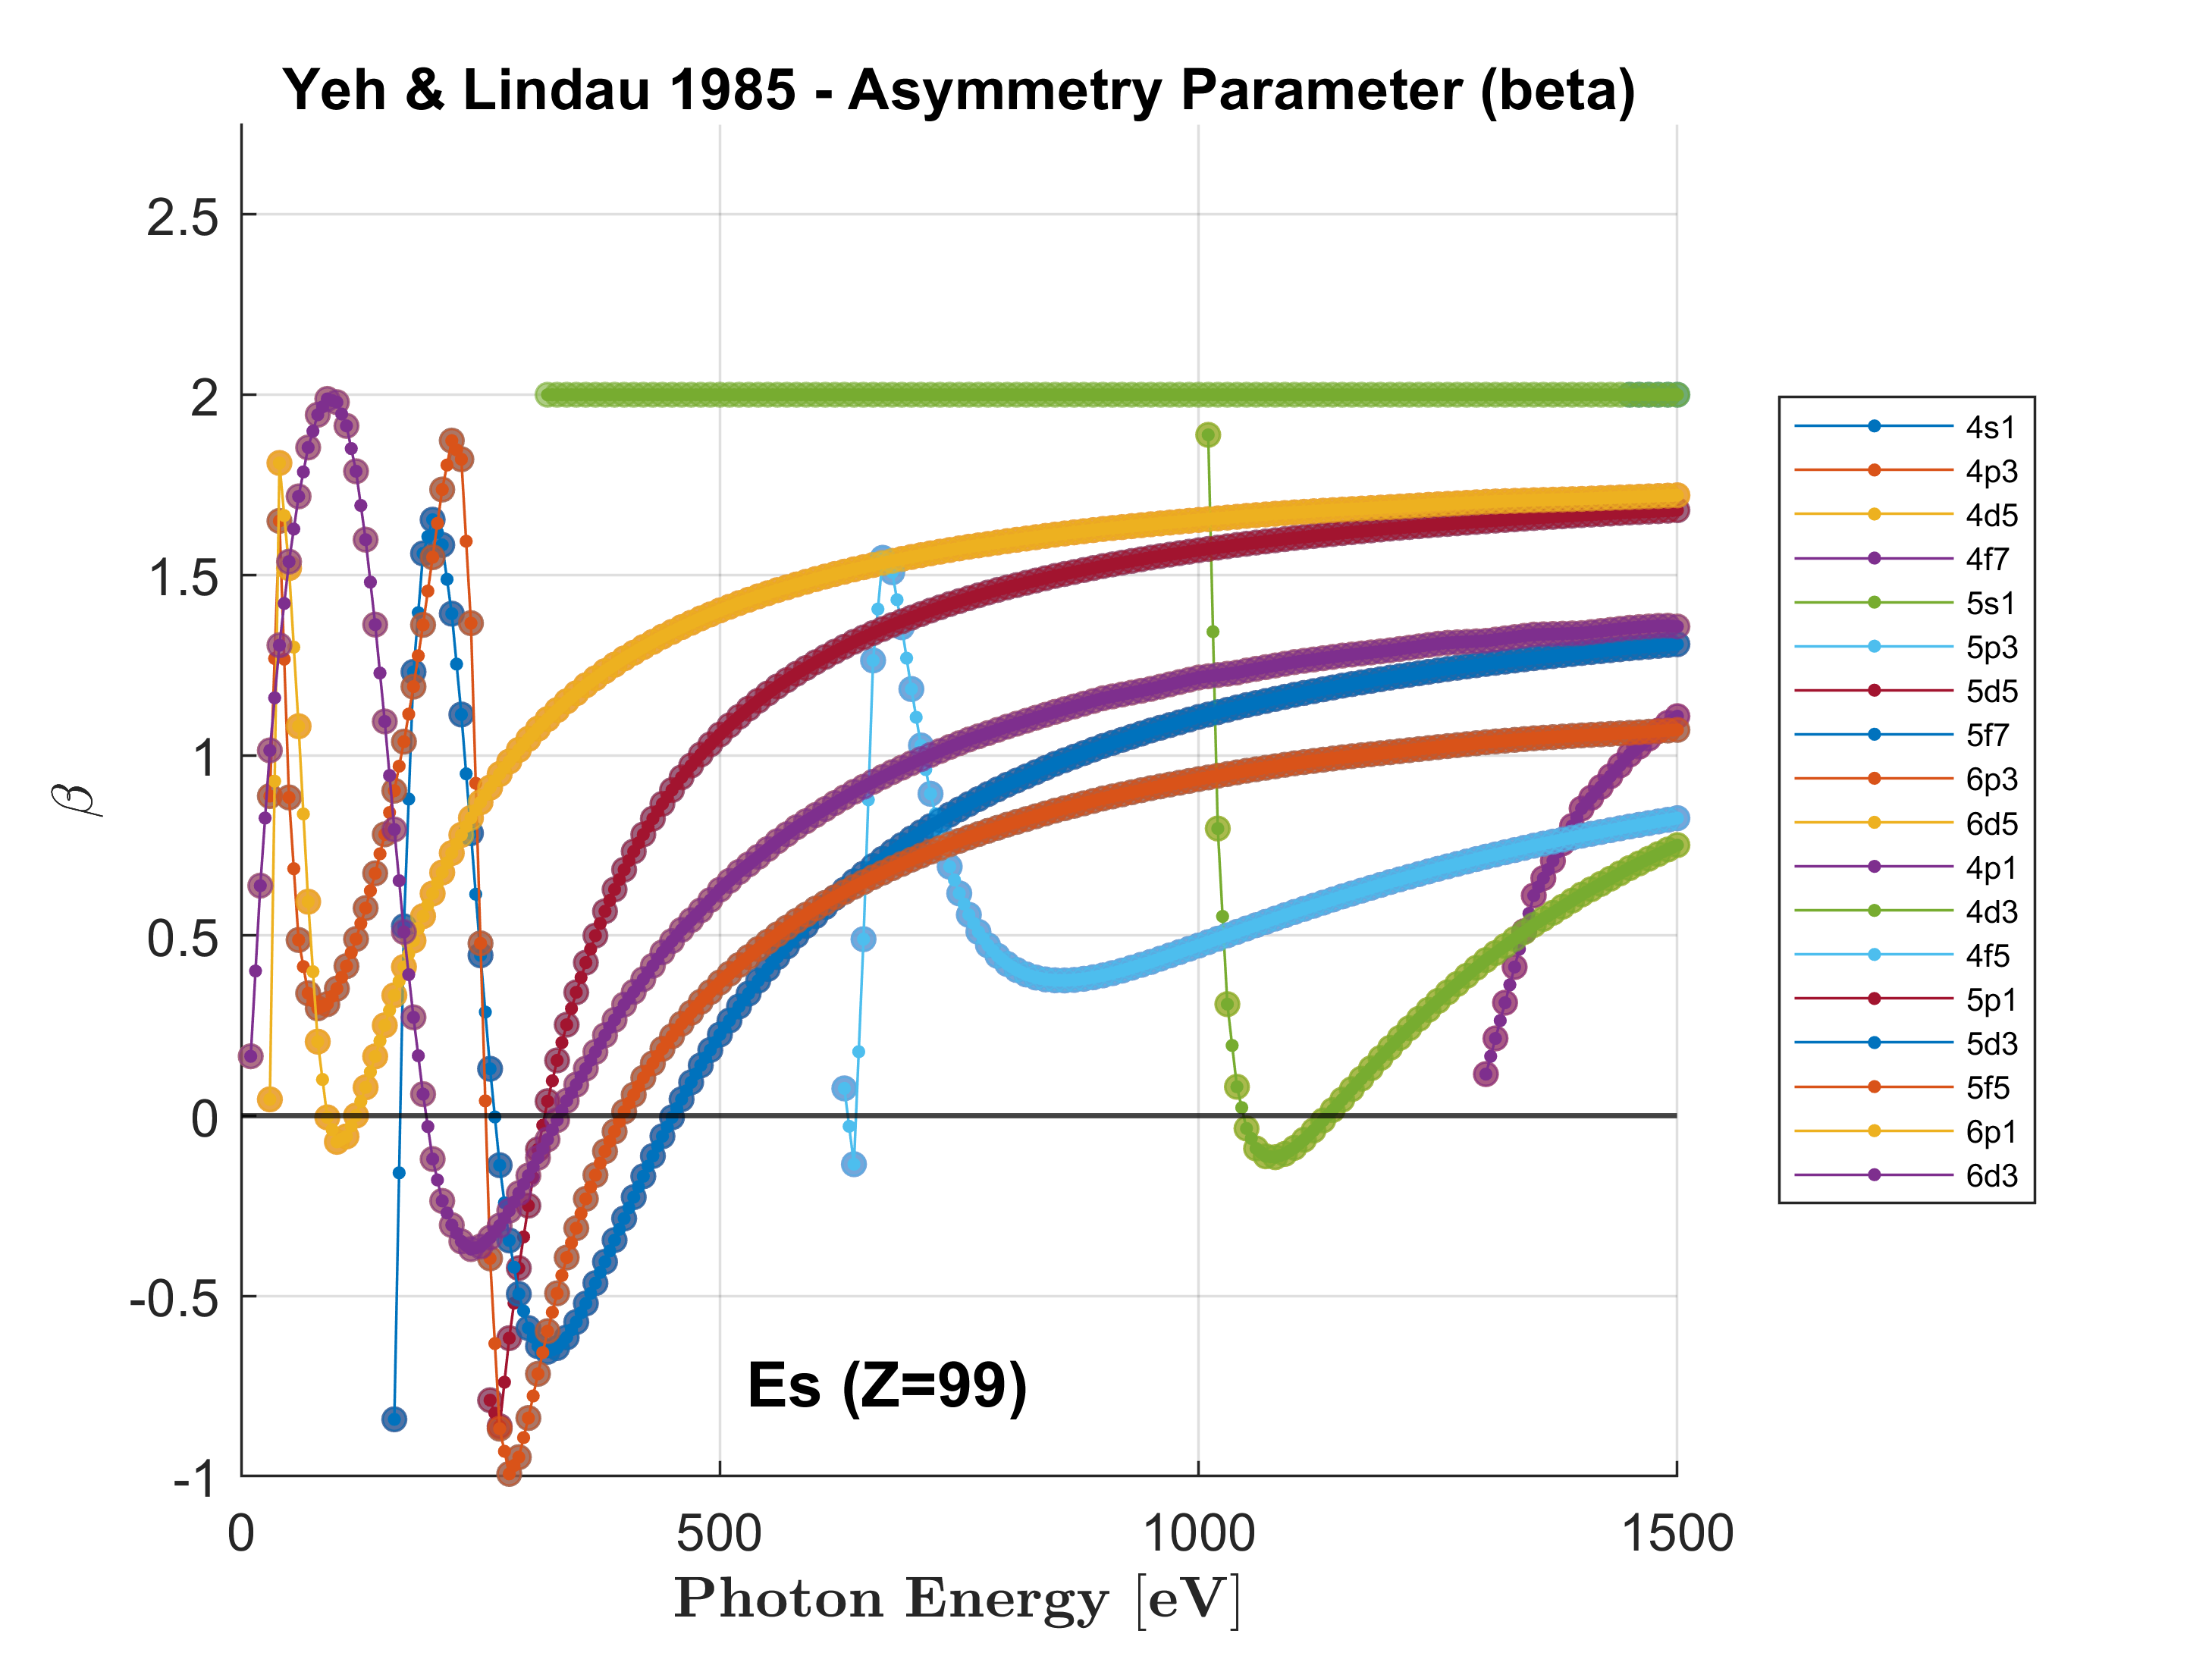 Yeh & Lindau 1985 - Asymmetry Parameter (beta)
2.5
2
1.5
1
0.5
0
-0.5
-1
β
0 500 1000 1500
Photon Energy [eV]
Es (Z=99)
4s1
4p3
4d5
4f7
5s1
5p3
5d5
5f7
6p3
6d5
4p1
4d3
4f5
5p1
5d3
5f5
6p1
6d3